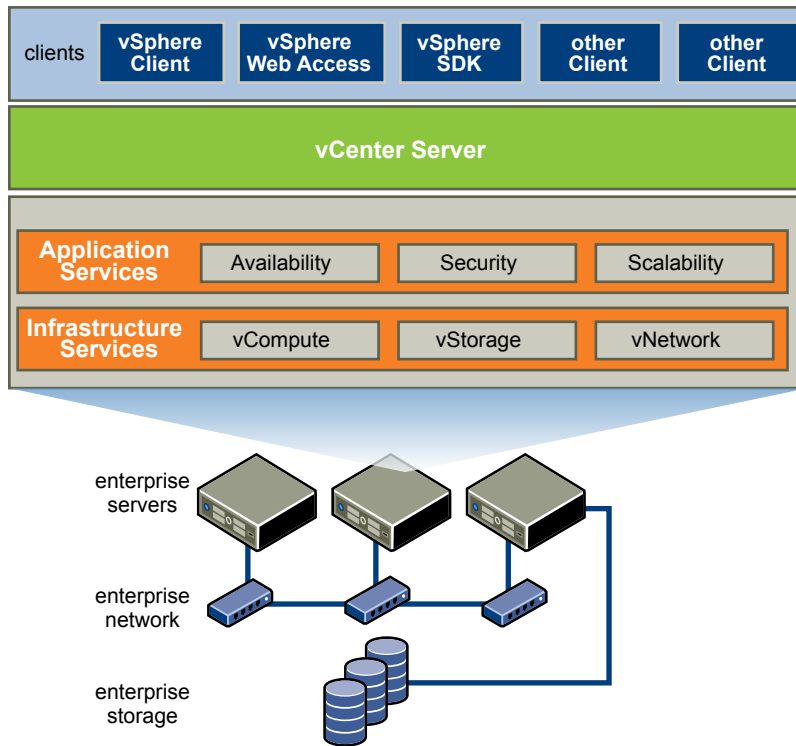 clients
vSphere
Client
vSphere
Web Access
vSphere
SDK
other
Client
other
Client
vCenter Server
Application
Services
Availability
Security
Scalability
Infrastructure
Services
vCompute
vStorage
vNetwork
enterprise
servers
enterprise
network
enterprise
storage